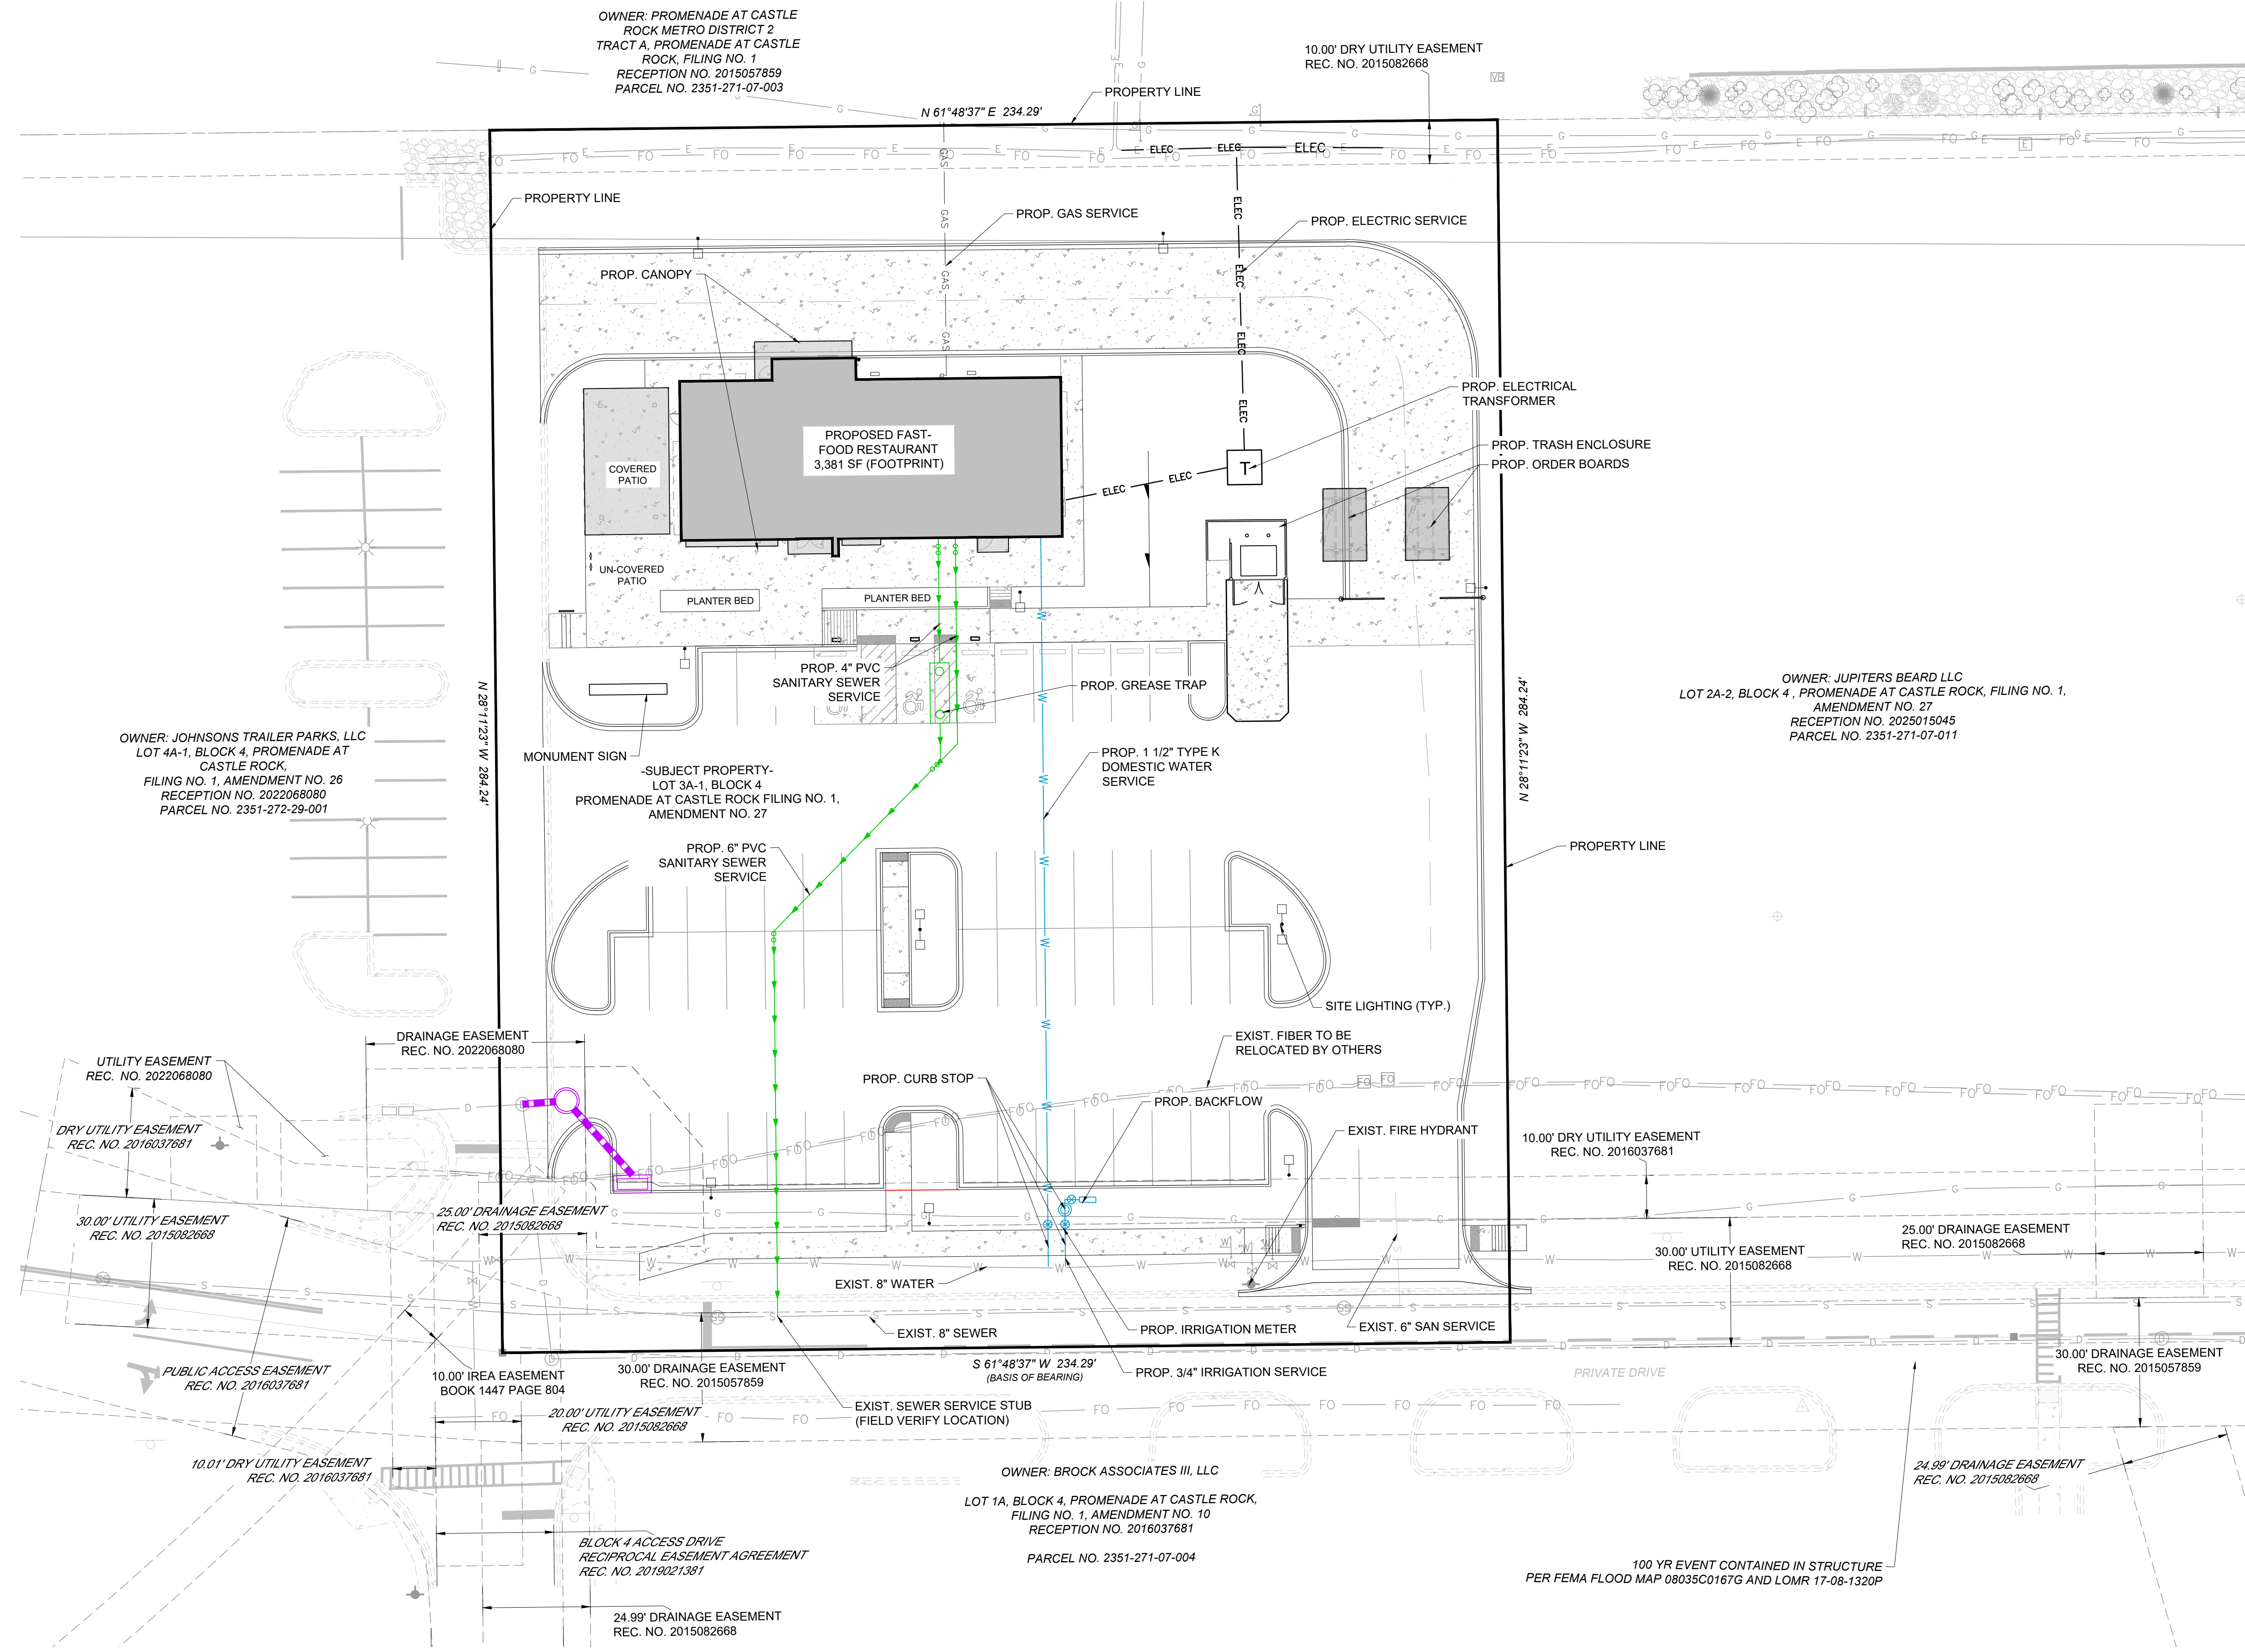 OWNER: PROMENADE AT CASTLE
ROCK METRO DISTRICT 2
TRACT A, PROMENADE AT CASTLE
ROCK, FILING NO. 1
RECEPTION NO. 2015057859
PARCEL NO. 2351-271-07-003
10.00' DRY UTILITY EASEMENT
REC. NO. 2015082668
VB
PROPERTY LINE
N 61°48'37" E 234.29'
ELEC ELEC ELEC
PROPERTY LINE
PROP. GAS SERVICE
PROP. ELECTRIC SERVICE
PROP. CANOPY
GAS GAS GAS GAS
ELEC ELEC ELEC ELEC
PROP. ELECTRICAL
TRANSFORMER
PROPOSED FAST-
FOOD RESTAURANT
3,381 SF (FOOTPRINT)
COVERED
PATIO
T
ELEC ELEC
PROP. TRASH ENCLOSURE
PROP. ORDER BOARDS
UN-COVERED
PATIO
PLANTER BED
PLANTER BED
PROP. 4" PVC
SANITARY SEWER
SERVICE
PROP. GREASE TRAP
N 28°11'23" W 284.24'
N 28°11'23" W 284.24'
OWNER: JUPITERS BEARD LLC
LOT 2A-2, BLOCK 4 , PROMENADE AT CASTLE ROCK, FILING NO. 1,
AMENDMENT NO. 27
RECEPTION NO. 2025015045
PARCEL NO. 2351-271-07-011
OWNER: JOHNSONS TRAILER PARKS, LLC
LOT 4A-1, BLOCK 4, PROMENADE AT
CASTLE ROCK,
FILING NO. 1, AMENDMENT NO. 26
RECEPTION NO. 2022068080
PARCEL NO. 2351-272-29-001
MONUMENT SIGN
-SUBJECT PROPERTY-
LOT 3A-1, BLOCK 4
PROMENADE AT CASTLE ROCK FILING NO. 1,
AMENDMENT NO. 27
PROP. 1 1/2" TYPE K
DOMESTIC WATER
SERVICE
PROP. 6" PVC
SANITARY SEWER
SERVICE
PROPERTY LINE
SITE LIGHTING (TYP.)
DRAINAGE EASEMENT
REC. NO. 2022068080
EXIST. FIBER TO BE
RELOCATED BY OTHERS
UTILITY EASEMENT
REC. NO. 2022068080
PROP. CURB STOP
PROP. BACKFLOW
DRY UTILITY EASEMENT
REC. NO. 2016037681
EXIST. FIRE HYDRANT
10.00' DRY UTILITY EASEMENT
REC. NO. 2016037681
30.00' UTILITY EASEMENT
REC. NO. 2015082668
25.00' DRAINAGE EASEMENT
REC. NO. 2015082668
30.00' UTILITY EASEMENT
REC. NO. 2015082668
25.00' DRAINAGE EASEMENT
REC. NO. 2015082668
EXIST. 8" WATER
EXIST. 8" SEWER
PROP. IRRIGATION METER
EXIST. 6" SAN SERVICE
PUBLIC ACCESS EASEMENT
REC. NO. 2016037681
10.00' IREA EASEMENT
BOOK 1447 PAGE 804
30.00' DRAINAGE EASEMENT
REC. NO. 2015057859
S 61°48'37" W 234.29'
(BASIS OF BEARING)
PROP. 3/4" IRRIGATION SERVICE
PRIVATE DRIVE
30.00' DRAINAGE EASEMENT
REC. NO. 2015057859
20.00' UTILITY EASEMENT
REC. NO. 2015082668
EXIST. SEWER SERVICE STUB
(FIELD VERIFY LOCATION)
10.01' DRY UTILITY EASEMENT
REC. NO. 2016037681
OWNER: BROCK ASSOCIATES III, LLC
LOT 1A, BLOCK 4, PROMENADE AT CASTLE ROCK,
FILING NO. 1, AMENDMENT NO. 10
RECEPTION NO. 2016037681
PARCEL NO. 2351-271-07-004
24.99' DRAINAGE EASEMENT
REC. NO. 2015082668
BLOCK 4 ACCESS DRIVE
RECIPROCAL EASEMENT AGREEMENT
REC. NO. 2019021381
100 YR EVENT CONTAINED IN STRUCTURE
PER FEMA FLOOD MAP 08035C0167G AND LOMR 17-08-1320P
24.99' DRAINAGE EASEMENT
REC. NO. 2015082668